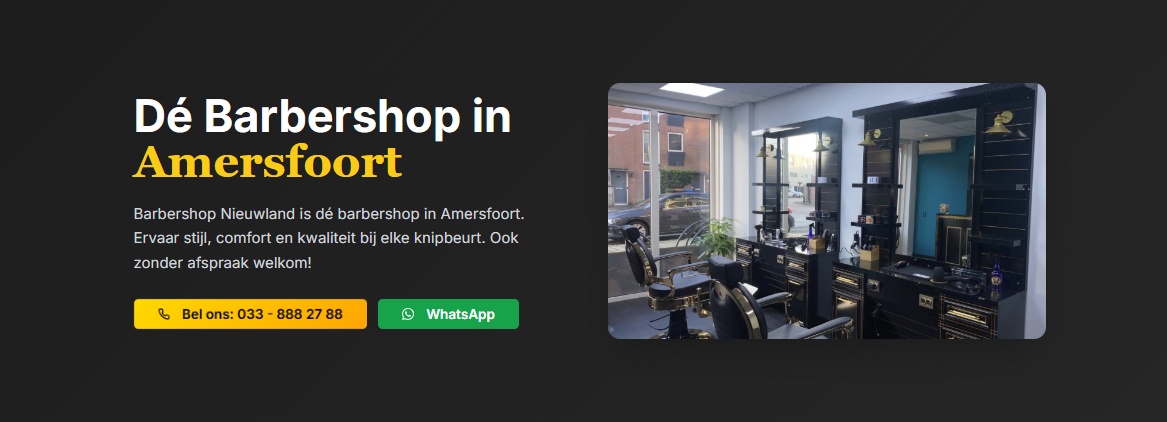 Dé Barbershop in
Amersfoort
Barbershop Nieuwland is dé barbershop in Amersfoort.
Ervaar stijl, comfort en kwaliteit bij elke knipbeurt. Ook
zonder afspraak welkom!
Bel ons: 033 - 888 27 88
WhatsApp